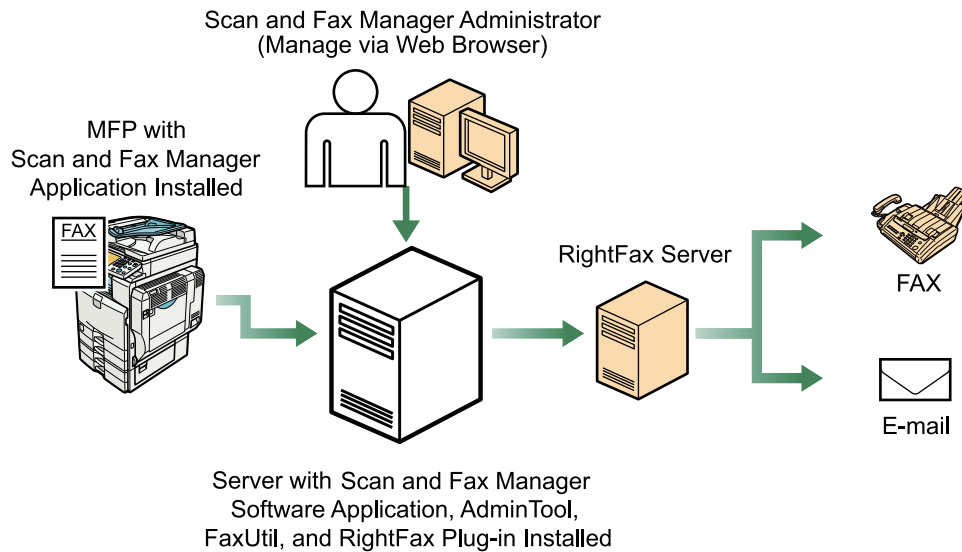 Scan and Fax Manager Administrator
(Manage via Web Browser)
MFP with
Scan and Fax Manager
Application Installed
FAX
RightFax Server
FAX
E-mail
Server with Scan and Fax Manager
Software Application, AdminTool,
FaxUtil, and RightFax Plug-in Installed